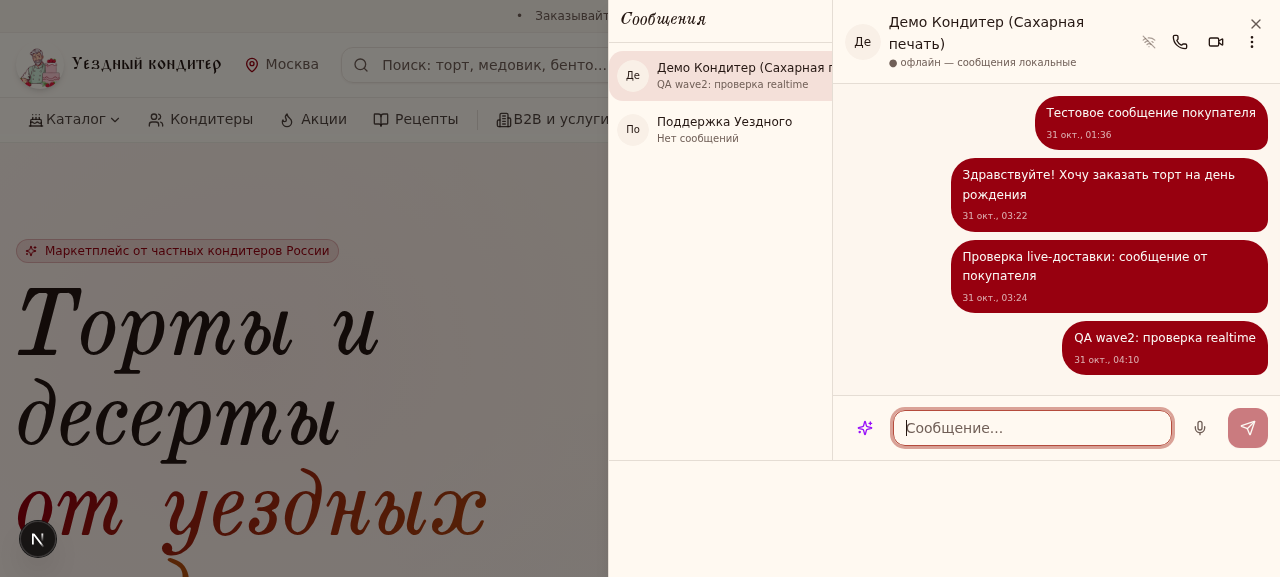 • Заказывайт
Уездный кондитер
Москва
Поиск: торт, медовик, бенто...
Каталог
Кондитеры
Акции
Рецепты
B2B и услуги
Маркетплейс от частных кондитеров России
Торты и
десерты
от уездных
N
Сообщения
Де
Демо Кондитер (Сахарная п
QA wave2: проверка realtime
По
Поддержка Уездного
Нет сообщений
Де
Демо Кондитер (Сахарная
печать)
● офлайн — сообщения локальные
Тестовое сообщение покупателя
31 окт., 01:36
Здравствуйте! Хочу заказать торт на день
рождения
31 окт., 03:22
Проверка live-доставки: сообщение от
покупателя
31 окт., 03:24
QA wave2: проверка realtime
31 окт., 04:10
Сообщение...